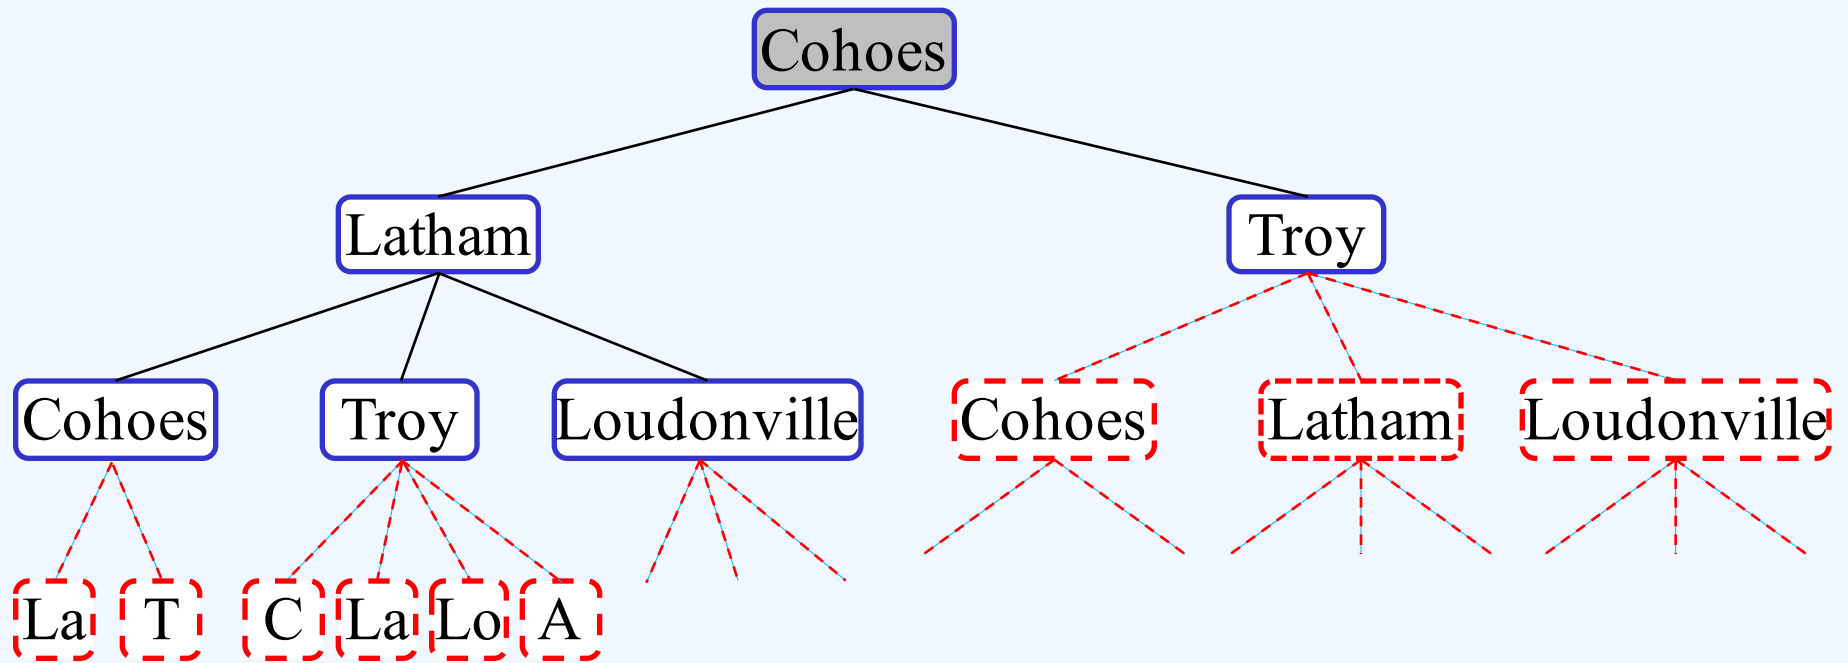 Cohoes
Latham Troy
Cohoes Troy Loudonville Cohoes Latham Loudonville
La T C La Lo A